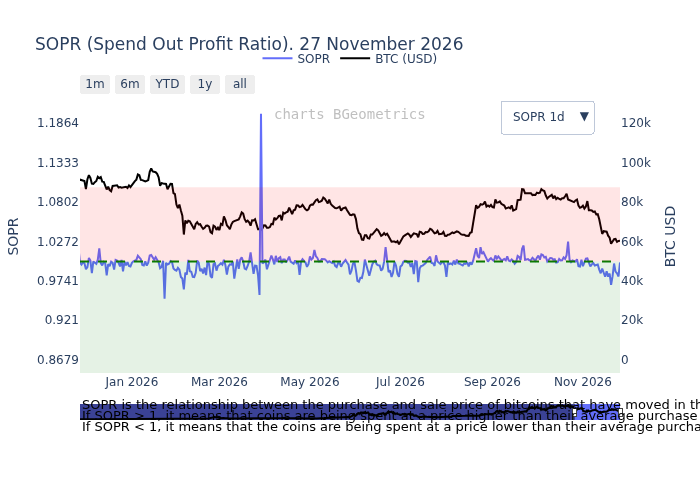 SOPR (Spend Out Profit Ratio). 27 November 2026
SOPR BTC (USD)
1m 6m YTD 1y all
charts BGeometrics
SOPR 1d ▼
1.1864
1.1333
1.0802
1.0272
0.9741
0.921
0.8679
SOPR
120k
100k
80k
60k
40k
20k
0
BTC USD
Jan 2026 Mar 2026 May 2026 Jul 2026 Sep 2026 Nov 2026
SOPR is the relationship between the purchase and sale price of bitcoins that have moved in th
If SOPR > 1, it means that coins are being spent at a price higher than their average purchase
If SOPR < 1, it means that the coins are being spent at a price lower than their average purcha